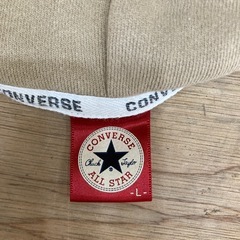 CONVERSE CONVERSE
CONVERSE
Chuck Taylor
ALL STAR
-L-